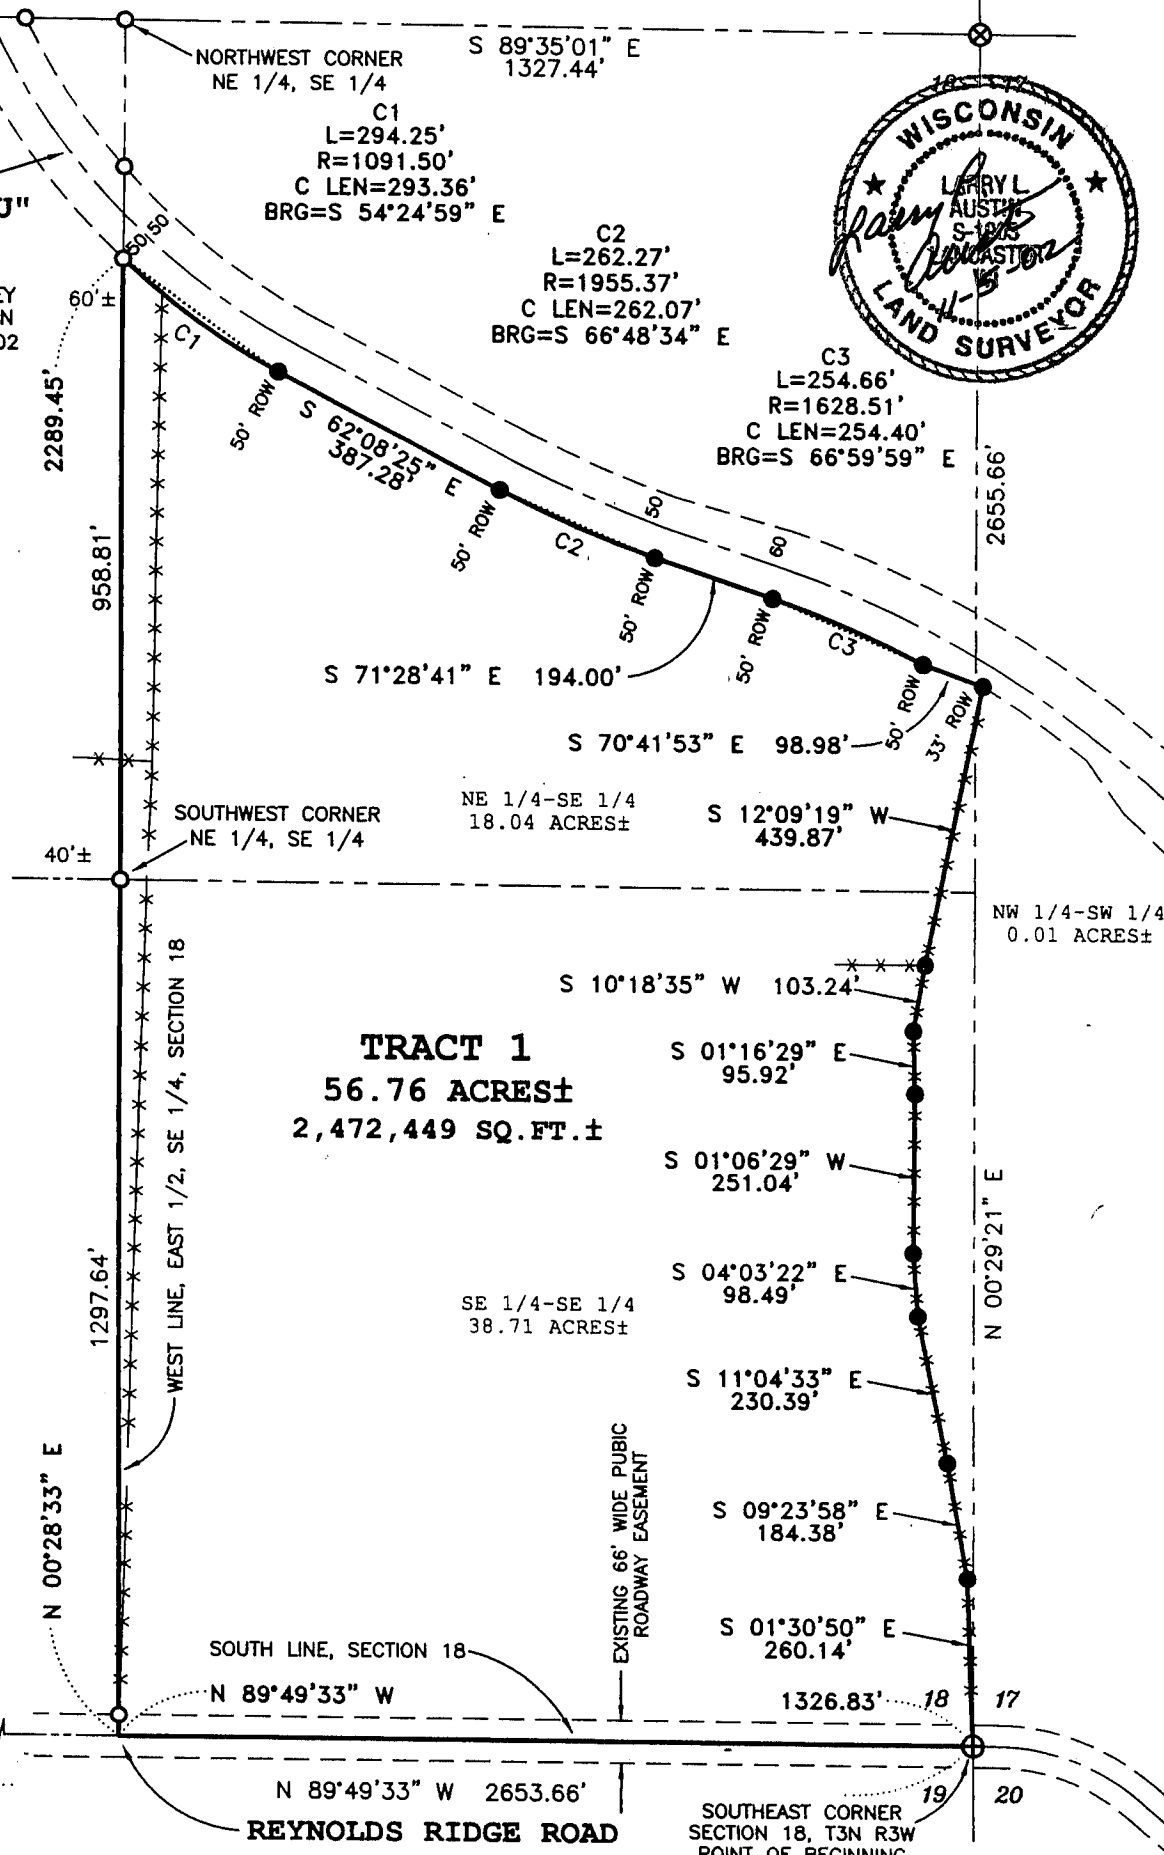 S 89°35'01" E
1327.44'
NORTHWEST CORNER
NE 1/4, SE 1/4
C1
L=294.25'
R=1091.50'
C LEN=293.36'
BRG=S 54°24'59" E
18 17
WISCONSIN
LARRY L.
AUSTIN
LAND SURVEYOR
11-5-02
J"
C2
L=262.27'
R=1955.37'
C LEN=262.07'
BRG=S 66°48'34" E
50
50
EY
N
02
60'±
C1
C3
L=254.66'
R=1628.51'
C LEN=254.40'
BRG=S 66°59'59" E
2289.45'
50' ROW
S 62°08'25" E
387.28'
2655.66'
50' ROW
C2
50
60
958.81'
50' ROW
50' ROW
C3
S 71°28'41" E 194.00'
50' ROW
33' ROW
S 70°41'53" E 98.98'
NE 1/4-SE 1/4
18.04 ACRES±
S 12°09'19" W
439.87'
SOUTHWEST CORNER
NE 1/4, SE 1/4
40'±
NW 1/4-SW 1/4
0.01 ACRES±
S 10°18'35" W 103.24'
WEST LINE, EAST 1/2, SE 1/4, SECTION 18
TRACT 1
56.76 ACRES±
2,472,449 SQ.FT.±
S 01°16'29" E
95.92'
S 01°06'29" W
251.04'
N 00°29'21" E
1297.64'
S 04°03'22" E
98.49'
SE 1/4-SE 1/4
38.71 ACRES±
S 11°04'33" E
230.39'
N 00°28'33" E
EXISTING 66' WIDE PUBIC
ROADWAY EASEMENT
S 09°23'58" E
184.38'
S 01°30'50" E
260.14'
SOUTH LINE, SECTION 18
N 89°49'33" W
1326.83'
18 17
N 89°49'33" W 2653.66'
19 20
REYNOLDS RIDGE ROAD
SOUTHEAST CORNER
SECTION 18, T3N R3W
POINT OF BEGINNING